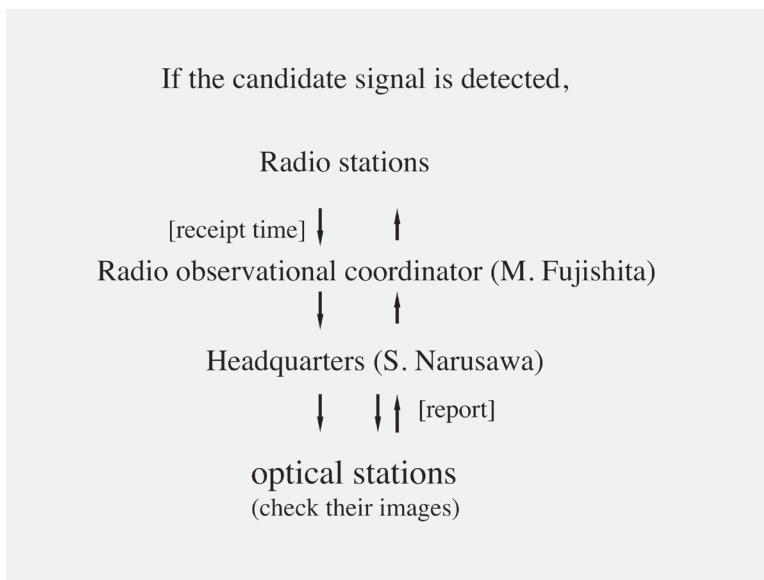 If the candidate signal is detected,
Radio stations
[receipt time]
Radio observational coordinator (M. Fujishita)
Headquarters (S. Narusawa)
[report]
optical stations
(check their images)